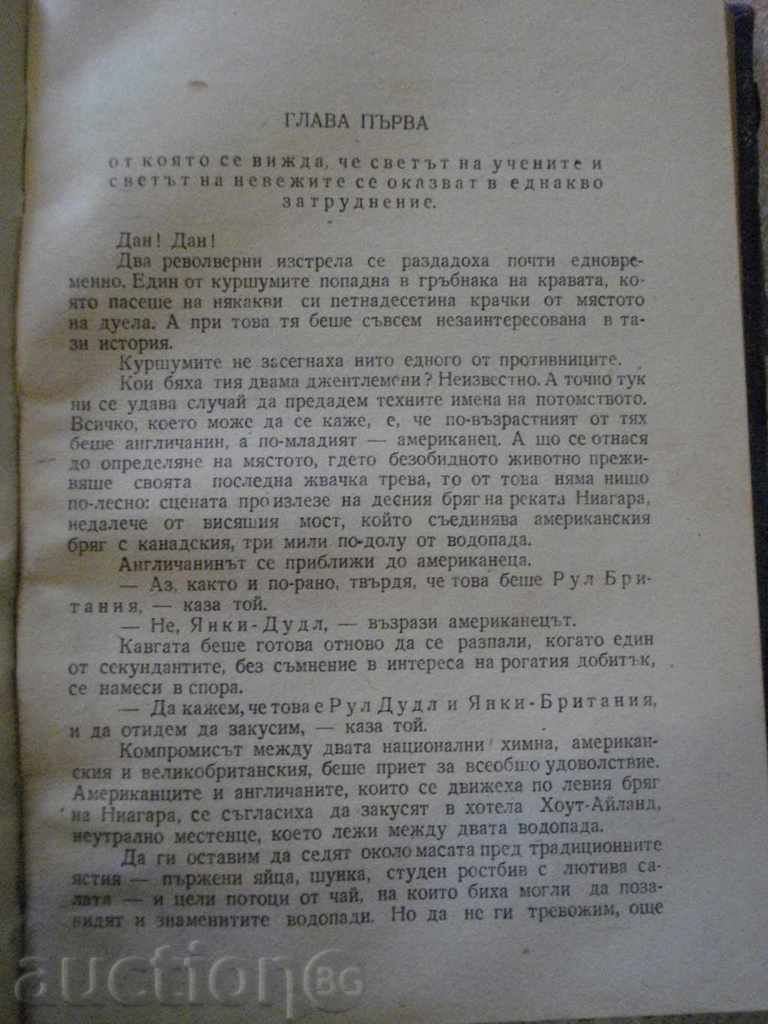 ГЛАВА ПЪРВА
от която се вижда, че светът на учените и
светът на невежите се оказват в еднакво
затруднение.
Дан! Дан!
Два револверни изстрела се раздадоха почти едновре-
менно. Един от куршумите попадна в гръбнака на кравата, ко-
ято пасеше на някакви си петнадесетина крачки от мястото
на дуела. А при това тя беше съвсем незаинтересована в та-
зи история.
Куршумите не засегнаха нито едного от противниците.
Кои бяха тия двама джентлемени? Неизвестно. А точно тук
ни се удава случай да предадем техните имена на потомството.
Всичко, което може да се каже, е, че по-възрастният от тях
беше англичанин, а по-младият — американец. А що се отнася
до определяне на мястото, гдето безобидното животно прежи-
вяше своята последна жвачка трева, то от това няма нищо
по-лесно: сцената произлезе на десния бряг на реката Ниагара,
недалече от висящия мост, който съединява американския
бряг с канадския, три мили по-долу от водопада.
Англичанинът се приближи до американеца.
— Аз, както и по-рано, твърдя, че това беше Рул Бри-
тания, — каза той.
— Не, Янки-Дудл, — възрази американецът.
Кавгата беше готова отново да се разпали, когато един
от секундантите, без съмнение в интереса на рогатия добитък,
се намеси в спора.
— Да кажем, че това е Рул Дудл и Янки-Британия,
и да отидем да закусим, — каза той.
Компромисът между двата национални химна, американ-
ския и великобританския, беше приет за всеобщо удоволствие.
Американците и англичаните, които се движеха по левия бряг
на Ниагара, се съгласиха да закусят в хотела Хоут-Айланд,
неутрално местенце, което лежи между двата водопада.
Да ги оставим да седят около масата пред традиционните
ястия — пържени яйца, шунка, студен ростбив с лютива са-
лата — и цели потоци от чай, на които биха могли да поза-
видят и знаменитите водопади. Но да не ги тревожим, още
auction BG